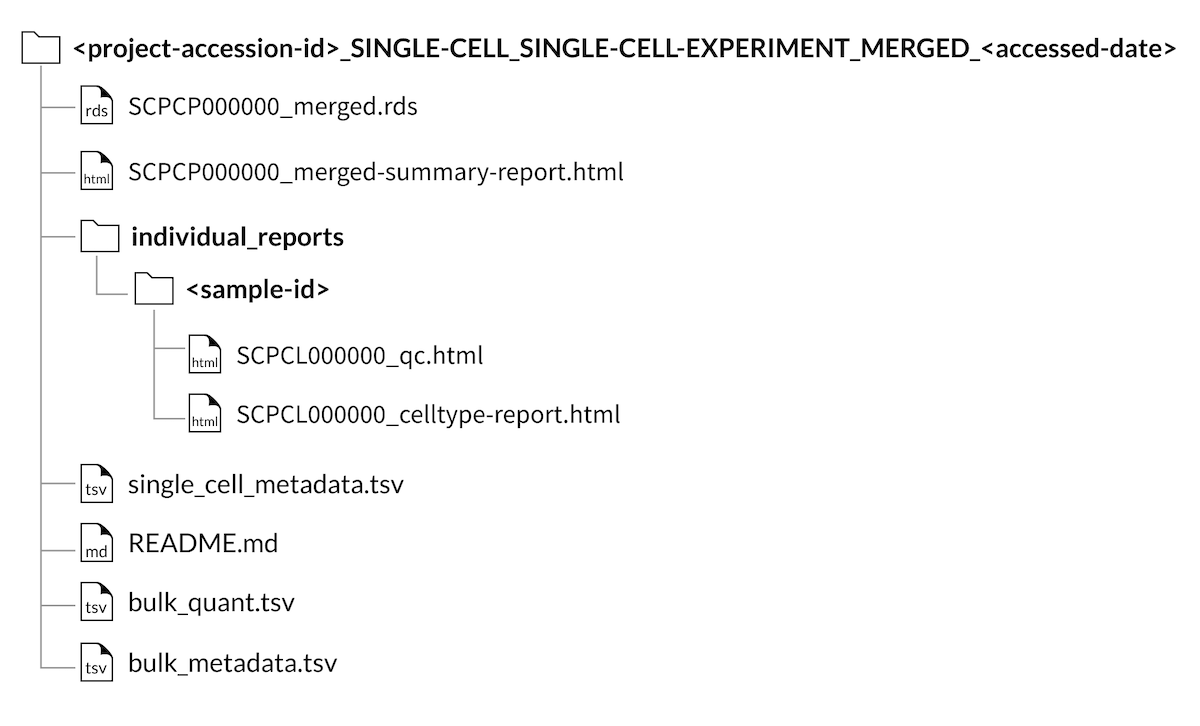 <project-accession-id>_SINGLE-CELL_SINGLE-CELL-EXPERIMENT_MERGED_<accessed-date>
rds SCPCP000000_merged.rds
html SCPCP000000_merged-summary-report.html
individual_reports
<sample-id>
html SCPCL000000_qc.html
html SCPCL000000_celltype-report.html
tsv single_cell_metadata.tsv
md README.md
tsv bulk_quant.tsv
tsv bulk_metadata.tsv